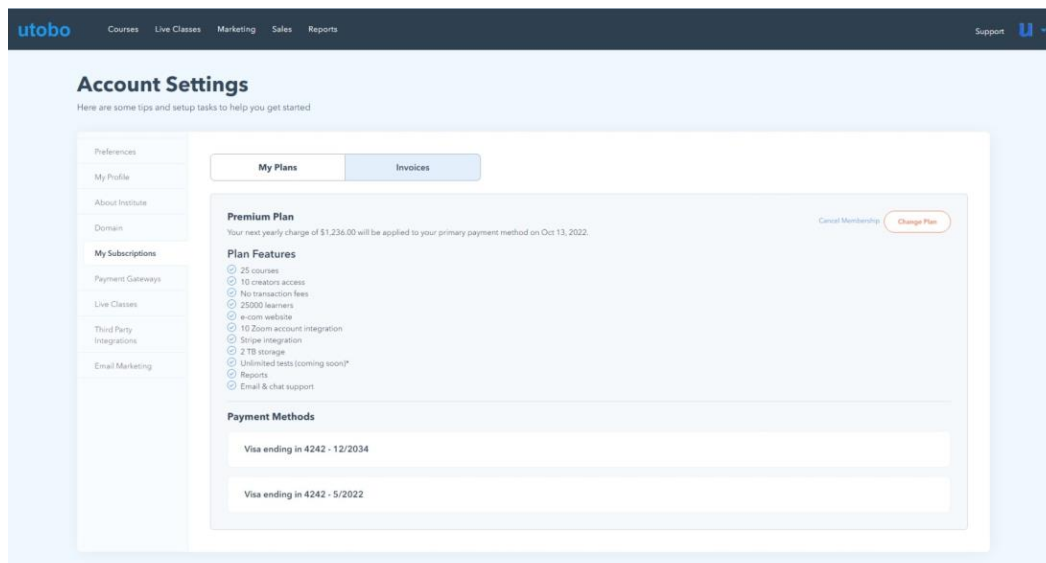 utobo
Courses Live Classes Marketing Sales Reports
Support
Account Settings
Here are some tips and setup tasks to help you get started
Preferences
My Profile
About Institute
Domain
My Subscriptions
Payment Gateways
Live Classes
Third Party
Integrations
Email Marketing
My Plans Invoices
Premium Plan
Cancel Membership Change Plan
Your next yearly charge of $1,236.00 will be applied to your primary payment method on Oct 13, 2022.
Plan Features
25 courses
10 creators access
No transaction fees
25000 learners
e-com website
10 Zoom account integration
Stripe integration
2 TB storage
Unlimited tests (coming soon)*
Reports
Email & chat support
Payment Methods
Visa ending in 4242 - 12/2034
Visa ending in 4242 - 5/2022